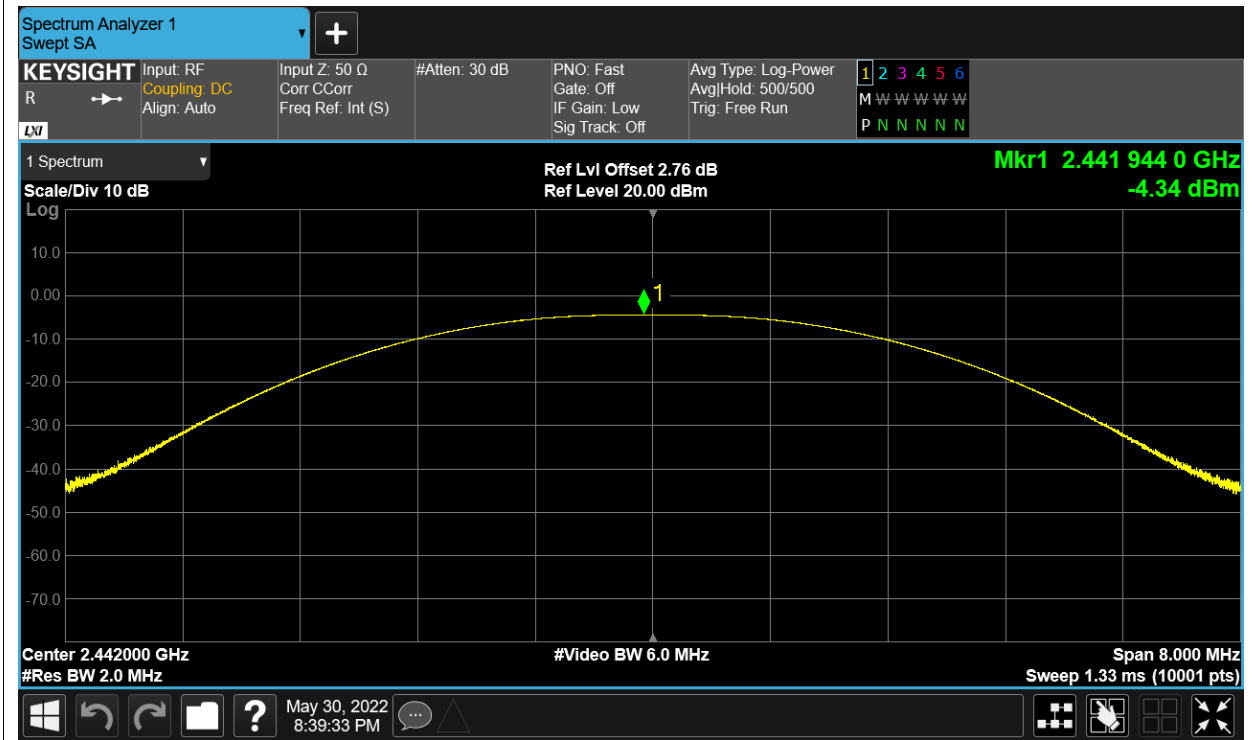 Spectrum Analyzer 1
Swept SA
KEYSIGHT
R
LXI
Input: RF
Coupling: DC
Align: Auto
Input Z: 50 Ω
Corr CCorr
Freq Ref: Int (S)
#Atten: 30 dB
PNO: Fast
Gate: Off
IF Gain: Low
Sig Track: Off
Avg Type: Log-Power
Avg|Hold: 500/500
Trig: Free Run
1 2 3 4 5 6
M W W W W W
P N N N N N
1 Spectrum
Scale/Div 10 dB
Ref Lvl Offset 2.76 dB
Ref Level 20.00 dBm
Mkr1 2.441 944 0 GHz
-4.34 dBm
Log
10.0
0.00
1
-10.0
-20.0
-30.0
-40.0
-50.0
-60.0
-70.0
Center 2.442000 GHz
#Video BW 6.0 MHz
Span 8.000 MHz
#Res BW 2.0 MHz
Sweep 1.33 ms (10001 pts)
?
May 30, 2022
8:39:33 PM